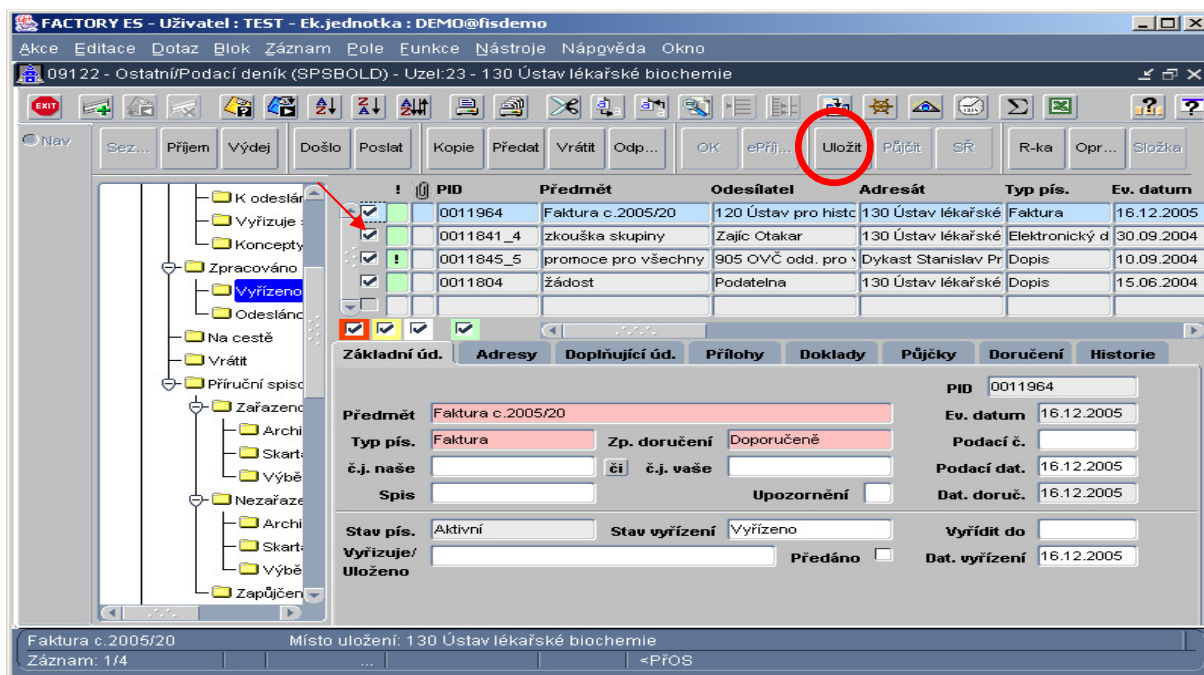 FACTORY ES - Uživatel : TEST - Ek.jednotka : DEMO@fisdemo
Akce Editace Dotaz Blok Záznam Pole Funkce Nástroje Nápověda Okno
09122 - Ostatní/Podací deník (SPSBOLD) - Uzel:23 - 130 Ústav lékařské biochemie
EXIT
Nav Sez... Příjem Výdej Došlo Poslat Kopie Předat Vrátit Odp... OK ePříj... Uložit Půjčit SŘ R-ka Opr... Složka
K odeslán
Vyřizuje
Koncepty
Zpracováno
Vyřízeno
Odesláno
Na cestě
Vrátit
Příruční spiso
Zařazeno
Archi
Skart
Výbě
Nezařaze
Archi
Skart
Výbě
Zapůjčen
! PID Předmět Odesílatel Adresát Typ pís. Ev. datum
0011964 Faktura c.2005/20 120 Ústav pro histo 130 Ústav lékařské Faktura 16.12.2005
0011841_4 zkouška skupiny Zajíc Otakar 130 Ústav lékařské Elektronický d 30.09.2004
! 0011845_5 promoce pro všechny 905 OVČ odd. pro v Dykast Stanislav Pr Dopis 10.09.2004
0011804 žádost Podatelna 130 Ústav lékařské Dopis 15.06.2004
Základní úd. Adresy Doplňující úd. Přílohy Doklady Půjčky Doručení Historie
PID 0011964
Předmět Faktura c.2005/20 Ev. datum 16.12.2005
Typ pís. Faktura Zp. doručení Doporučeně Podací č.
č.j. naše či č.j. vaše Podací dat. 16.12.2005
Spis Upozornění Dat. doruč. 16.12.2005
Stav pís. Aktivní Stav vyřízení Vyřízeno Vyřídit do
Vyřizuje/
Uloženo Předáno Dat. vyřízení 16.12.2005
Faktura c.2005/20 Místo uložení: 130 Ústav lékařské biochemie
Záznam: 1/4 ... <PřOS